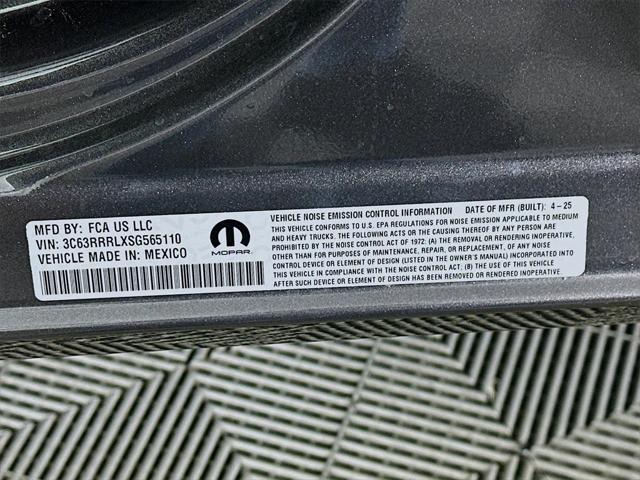 MFD BY: FCA US LLC
VIN: 3C63RRRLXSG565110
VEHICLE MADE IN: MEXICO
MOPAR
VEHICLE NOISE EMISSION CONTROL INFORMATION DATE OF MFR (BUILT): 4 – 25
THIS VEHICLE CONFORMS TO U.S. EPA REGULATIONS FOR NOISE EMISSION APPLICABLE TO MEDIUM
AND HEAVY TRUCKS. THE FOLLOWING ACTS OR THE CAUSING THEREOF BY ANY PERSON ARE
PROHIBITED BY THE NOISE CONTROL ACT OF 1972: (A) THE REMOVAL OR RENDERING INOPERATIVE,
OTHER THAN FOR PURPOSES OF MAINTENANCE, REPAIR, OR REPLACEMENT, OF ANY NOISE
CONTROL DEVICE OR ELEMENT OF DESIGN (LISTED IN THE OWNER'S MANUAL) INCORPORATED INTO
THIS VEHICLE IN COMPLIANCE WITH THE NOISE CONTROL ACT; (B) THE USE OF THIS VEHICLE
AFTER SUCH DEVICE OR ELEMENT OF DESIGN HAS BEEN REMOVED OR RENDERED INOPERATIVE.